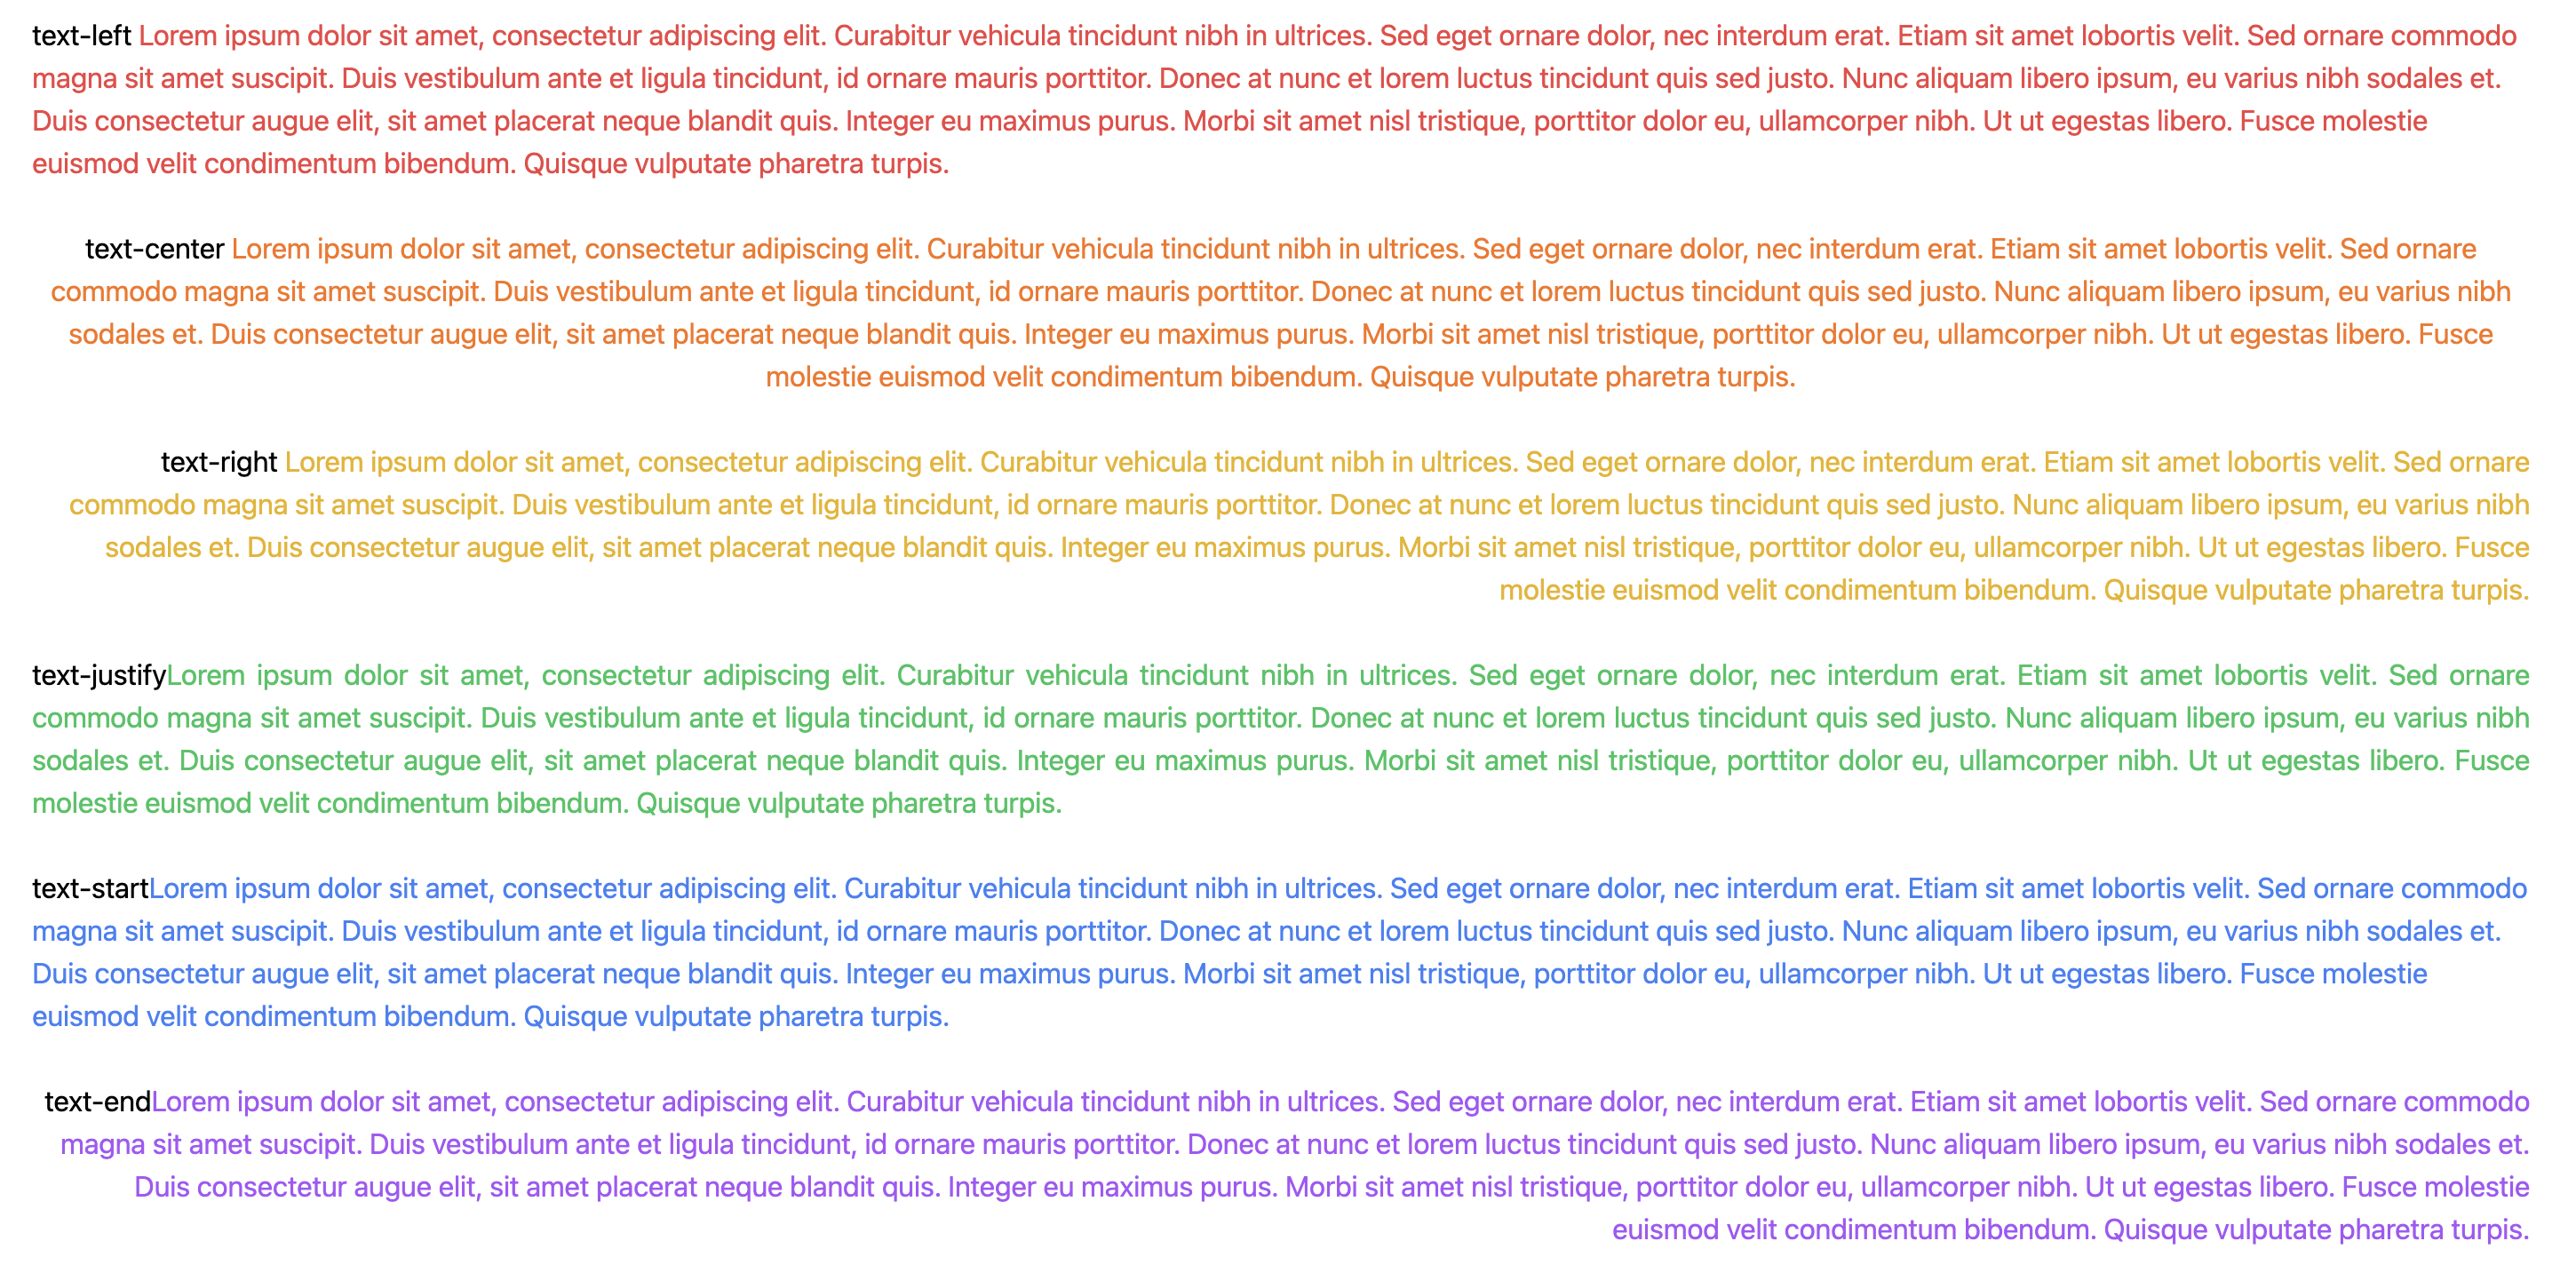 text-left Lorem ipsum dolor sit amet, consectetur adipiscing elit. Curabitur vehicula tincidunt nibh in ultrices. Sed eget ornare dolor, nec interdum erat. Etiam sit amet lobortis velit. Sed ornare commodo
magna sit amet suscipit. Duis vestibulum ante et ligula tincidunt, id ornare mauris porttitor. Donec at nunc et lorem luctus tincidunt quis sed justo. Nunc aliquam libero ipsum, eu varius nibh sodales et.
Duis consectetur augue elit, sit amet placerat neque blandit quis. Integer eu maximus purus. Morbi sit amet nisl tristique, porttitor dolor eu, ullamcorper nibh. Ut ut egestas libero. Fusce molestie
euismod velit condimentum bibendum. Quisque vulputate pharetra turpis.
text-center Lorem ipsum dolor sit amet, consectetur adipiscing elit. Curabitur vehicula tincidunt nibh in ultrices. Sed eget ornare dolor, nec interdum erat. Etiam sit amet lobortis velit. Sed ornare
commodo magna sit amet suscipit. Duis vestibulum ante et ligula tincidunt, id ornare mauris porttitor. Donec at nunc et lorem luctus tincidunt quis sed justo. Nunc aliquam libero ipsum, eu varius nibh
sodales et. Duis consectetur augue elit, sit amet placerat neque blandit quis. Integer eu maximus purus. Morbi sit amet nisl tristique, porttitor dolor eu, ullamcorper nibh. Ut ut egestas libero. Fusce
molestie euismod velit condimentum bibendum. Quisque vulputate pharetra turpis.
text-right Lorem ipsum dolor sit amet, consectetur adipiscing elit. Curabitur vehicula tincidunt nibh in ultrices. Sed eget ornare dolor, nec interdum erat. Etiam sit amet lobortis velit. Sed ornare
commodo magna sit amet suscipit. Duis vestibulum ante et ligula tincidunt, id ornare mauris porttitor. Donec at nunc et lorem luctus tincidunt quis sed justo. Nunc aliquam libero ipsum, eu varius nibh
sodales et. Duis consectetur augue elit, sit amet placerat neque blandit quis. Integer eu maximus purus. Morbi sit amet nisl tristique, porttitor dolor eu, ullamcorper nibh. Ut ut egestas libero. Fusce
molestie euismod velit condimentum bibendum. Quisque vulputate pharetra turpis.
text-justifyLorem ipsum dolor sit amet, consectetur adipiscing elit. Curabitur vehicula tincidunt nibh in ultrices. Sed eget ornare dolor, nec interdum erat. Etiam sit amet lobortis velit. Sed ornare
commodo magna sit amet suscipit. Duis vestibulum ante et ligula tincidunt, id ornare mauris porttitor. Donec at nunc et lorem luctus tincidunt quis sed justo. Nunc aliquam libero ipsum, eu varius nibh
sodales et. Duis consectetur augue elit, sit amet placerat neque blandit quis. Integer eu maximus purus. Morbi sit amet nisl tristique, porttitor dolor eu, ullamcorper nibh. Ut ut egestas libero. Fusce
molestie euismod velit condimentum bibendum. Quisque vulputate pharetra turpis.
text-startLorem ipsum dolor sit amet, consectetur adipiscing elit. Curabitur vehicula tincidunt nibh in ultrices. Sed eget ornare dolor, nec interdum erat. Etiam sit amet lobortis velit. Sed ornare commodo
magna sit amet suscipit. Duis vestibulum ante et ligula tincidunt, id ornare mauris porttitor. Donec at nunc et lorem luctus tincidunt quis sed justo. Nunc aliquam libero ipsum, eu varius nibh sodales et.
Duis consectetur augue elit, sit amet placerat neque blandit quis. Integer eu maximus purus. Morbi sit amet nisl tristique, porttitor dolor eu, ullamcorper nibh. Ut ut egestas libero. Fusce molestie
euismod velit condimentum bibendum. Quisque vulputate pharetra turpis.
text-endLorem ipsum dolor sit amet, consectetur adipiscing elit. Curabitur vehicula tincidunt nibh in ultrices. Sed eget ornare dolor, nec interdum erat. Etiam sit amet lobortis velit. Sed ornare commodo
magna sit amet suscipit. Duis vestibulum ante et ligula tincidunt, id ornare mauris porttitor. Donec at nunc et lorem luctus tincidunt quis sed justo. Nunc aliquam libero ipsum, eu varius nibh sodales et.
Duis consectetur augue elit, sit amet placerat neque blandit quis. Integer eu maximus purus. Morbi sit amet nisl tristique, porttitor dolor eu, ullamcorper nibh. Ut ut egestas libero. Fusce molestie
euismod velit condimentum bibendum. Quisque vulputate pharetra turpis.